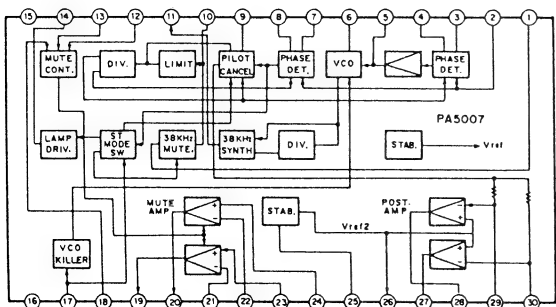 15 14 13 12 11 10 9 8 7 6 5 4 3 2 1
MUTE CONT.
DIV.
LIMIT
PILOT CANCEL
PHASE DET.
VCO
PHASE DET.
PA5007
LAMP DRIV.
ST MODE SW
38KHz MUTE.
38KHz SYNTH
DIV.
STAB.
Vref
MUTE AMP
+
-
STAB.
Vref2
POST. AMP
-
+
VCO KILLER
+
-
+
-
16 17 18 19 20 21 22 23 24 25 26 27 28 29 30